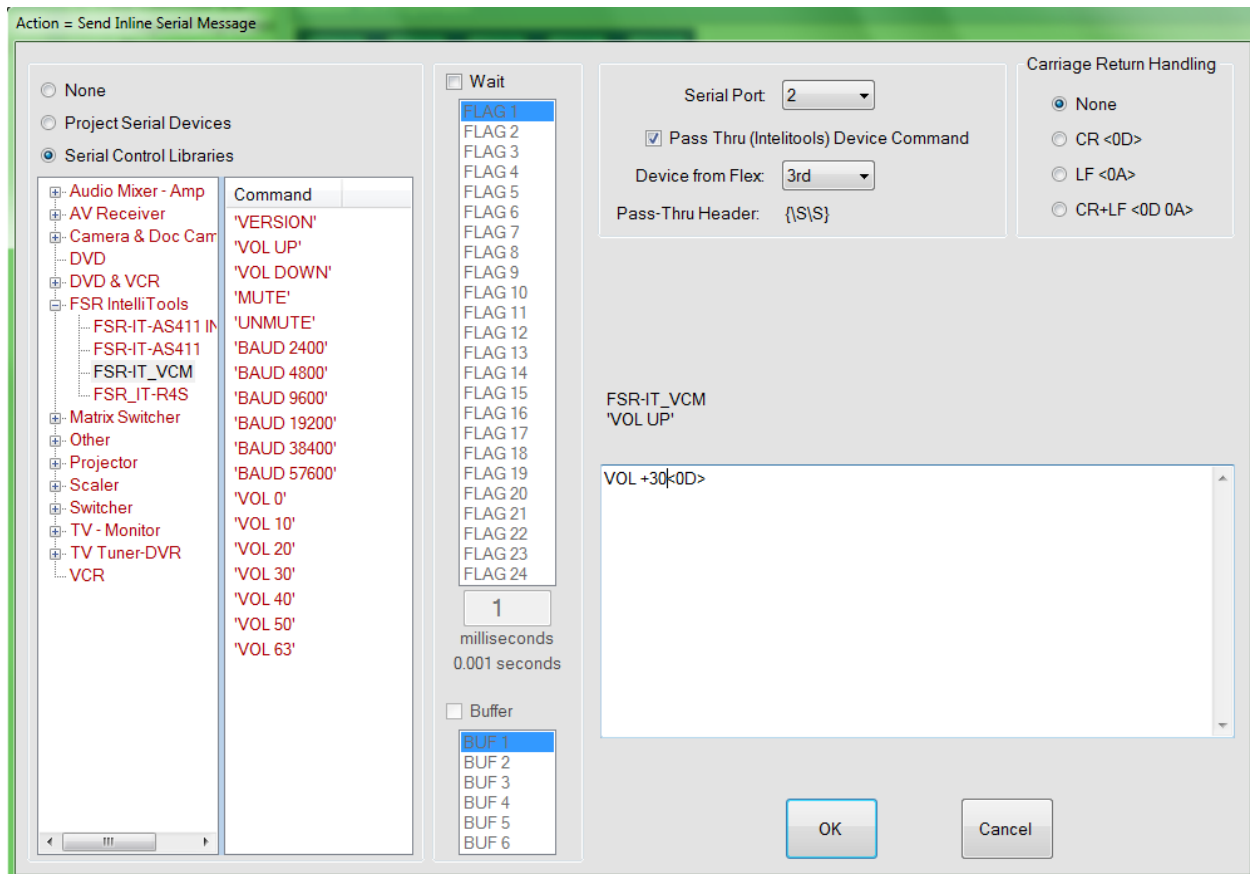 Action = Send Inline Serial Message
None
Project Serial Devices
Serial Control Libraries
Audio Mixer - Amp
AV Receiver
Camera & Doc Cam
DVD
DVD & VCR
FSR IntelliTools
FSR-IT-AS411 IN
FSR-IT-AS411
FSR-IT_VCM
FSR_IT-R4S
Matrix Switcher
Other
Projector
Scaler
Switcher
TV - Monitor
TV Tuner-DVR
VCR
Command
'VERSION'
'VOL UP'
'VOL DOWN'
'MUTE'
'UNMUTE'
'BAUD 2400'
'BAUD 4800'
'BAUD 9600'
'BAUD 19200'
'BAUD 38400'
'BAUD 57600'
'VOL 0'
'VOL 10'
'VOL 20'
'VOL 30'
'VOL 40'
'VOL 50'
'VOL 63'
Wait
FLAG 1
FLAG 2
FLAG 3
FLAG 4
FLAG 5
FLAG 6
FLAG 7
FLAG 8
FLAG 9
FLAG 10
FLAG 11
FLAG 12
FLAG 13
FLAG 14
FLAG 15
FLAG 16
FLAG 17
FLAG 18
FLAG 19
FLAG 20
FLAG 21
FLAG 22
FLAG 23
FLAG 24
1
milliseconds
0.001 seconds
Buffer
BUF 1
BUF 2
BUF 3
BUF 4
BUF 5
BUF 6
Serial Port: 2
Pass Thru (Intelitools) Device Command
Device from Flex: 3rd
Pass-Thru Header: {\S\S}
Carriage Return Handling
None
CR <0D>
LF <0A>
CR+LF <0D 0A>
FSR-IT_VCM
'VOL UP'
VOL +30<0D>
OK
Cancel